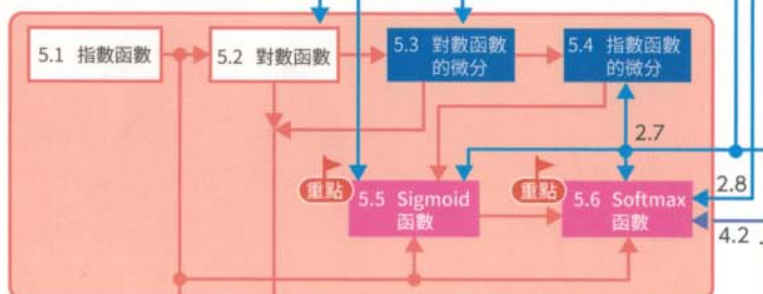 5.1 指數函數
5.2 對數函數
5.3 對數函數
的微分
5.4 指數函數
的微分
2.7
重點
5.5 Sigmoid
函數
重點
5.6 Softmax
函數
2.8
4.2